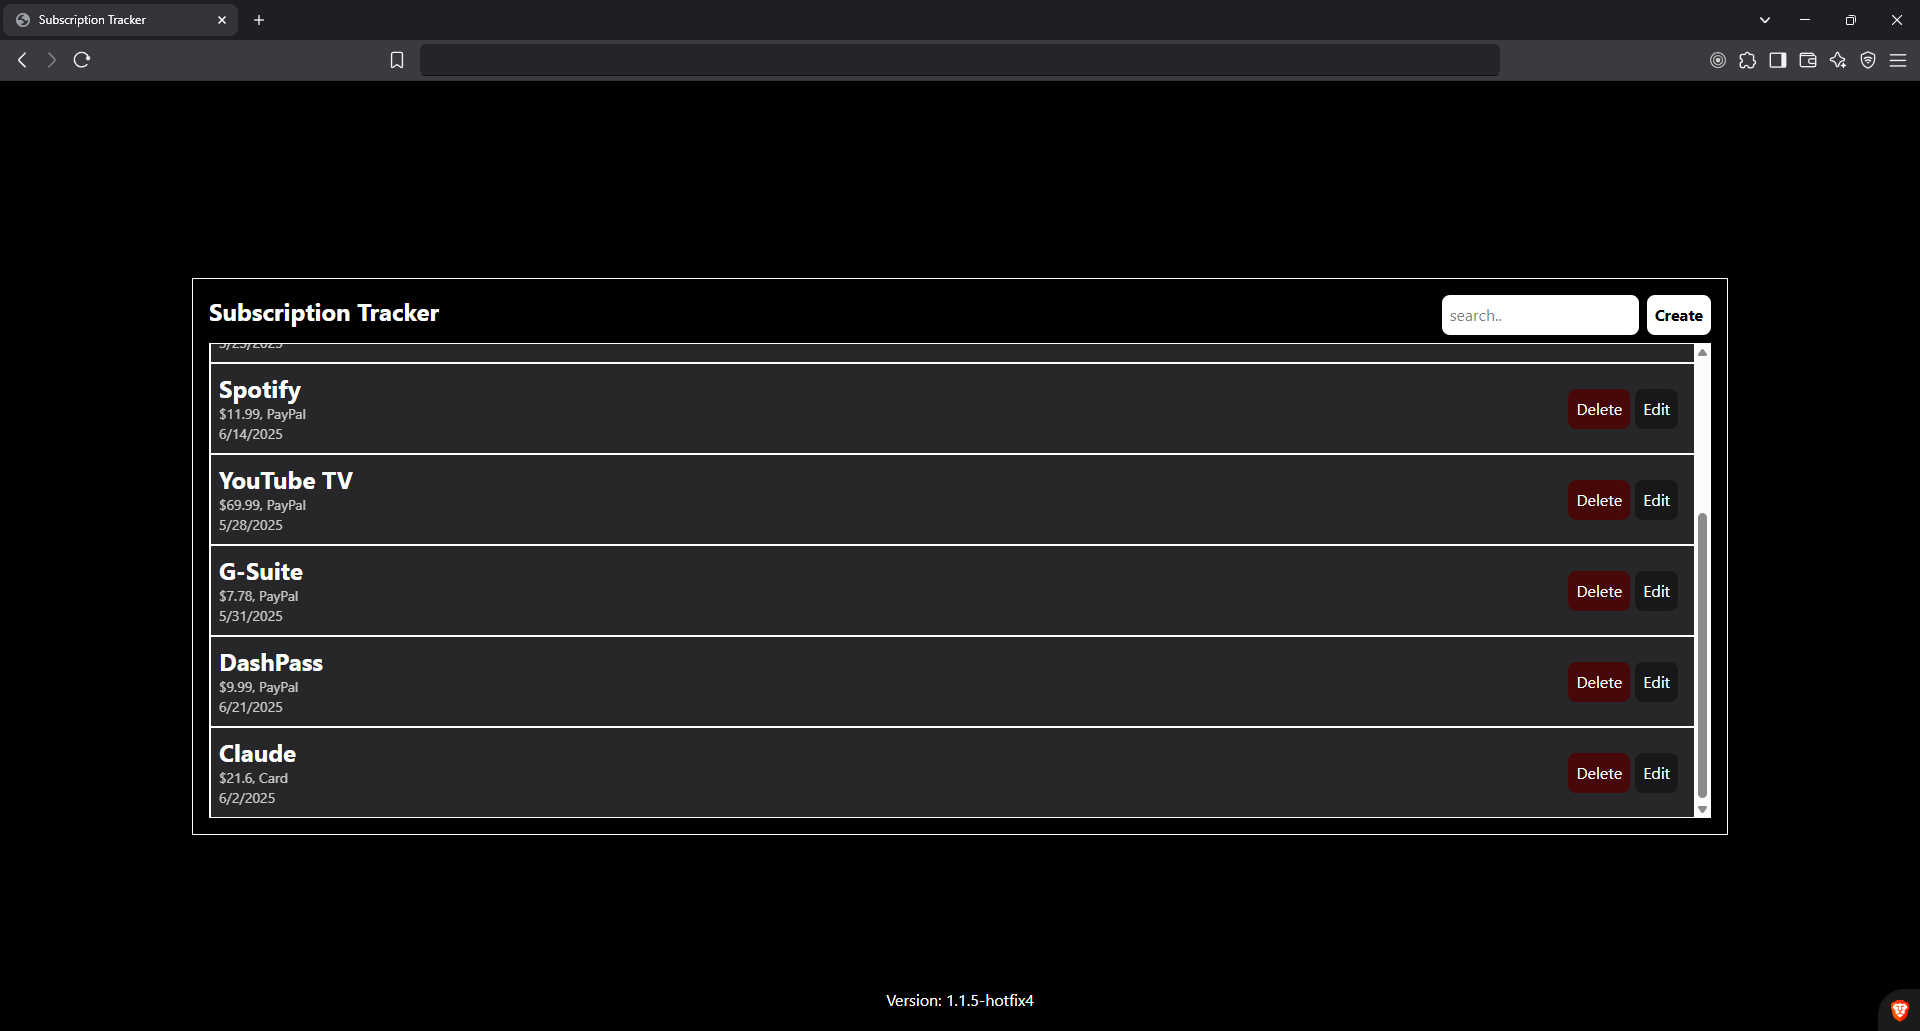 Subscription Tracker
Subscription Tracker
search..
Create
Spotify
$11.99, PayPal
6/14/2025
Delete
Edit
YouTube TV
$69.99, PayPal
5/28/2025
Delete
Edit
G-Suite
$7.78, PayPal
5/31/2025
Delete
Edit
DashPass
$9.99, PayPal
6/21/2025
Delete
Edit
Claude
$21.6, Card
6/2/2025
Delete
Edit
Version: 1.1.5-hotfix4